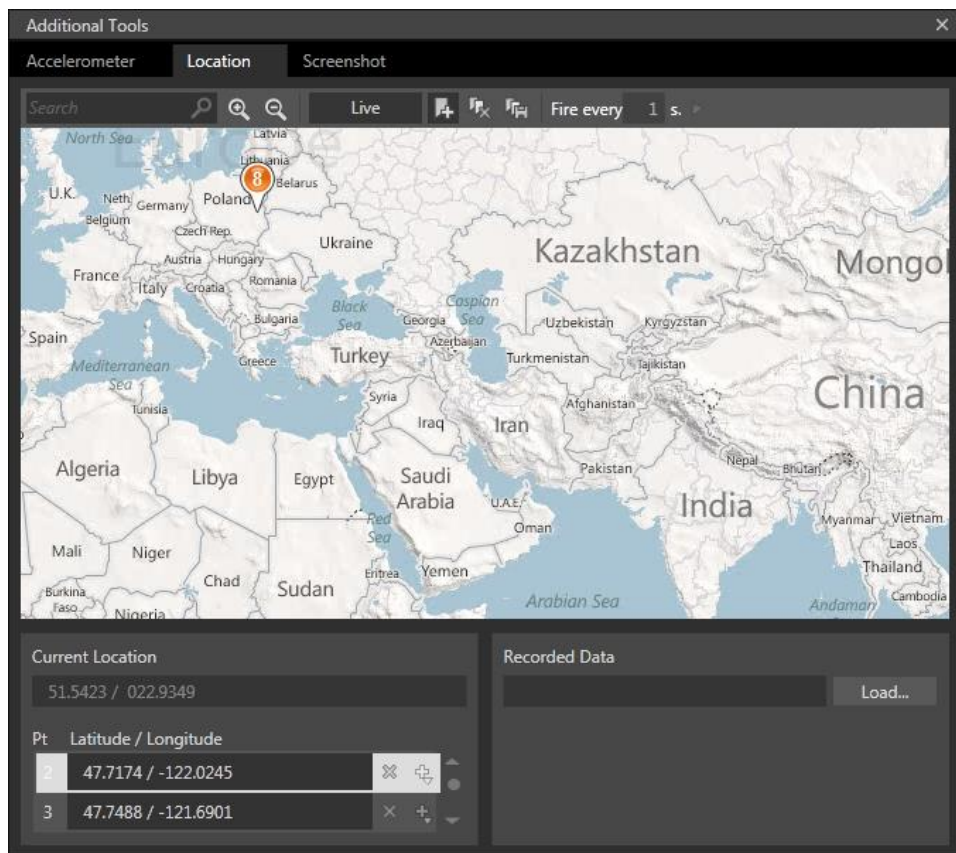 Additional Tools
Accelerometer Location Screenshot
Search Live Fire every 1 s.
North Sea Europe Latvia
Lithuania
8
Belarus
U.K. Neth. Germany Poland
Belgium
Czech Rep.
Ukraine
Kazakhstan
Mongol
Austria Hungary
France
Italy Croatia Romania
Black Sea
Caspian Sea
Bulgaria
Georgia
Uzbekistan Kyrgyzstan
Spain
Azerbaijan
Greece Turkey
Turkmenistan
Tajikistan
Mediterranean Sea
China
Syria
Tunisia
Afghanistan
Iraq
Iran
Algeria
Libya
Egypt
Saudi Arabia
Pakistan
Nepal
Bhutan
U.A.E.
India
Red Sea
Oman
Myanmar Vietnam
Mali
Niger
Laos
Thailand
Chad
Sudan
Eritrea Yemen
Burkina Faso
Nigeria
Arabian Sea
Andaman
Cambodia
Current Location
51.5423 / 022.9349
Recorded Data
Load...
Pt Latitude / Longitude
2 47.7174 / -122.0245
3 47.7488 / -121.6901